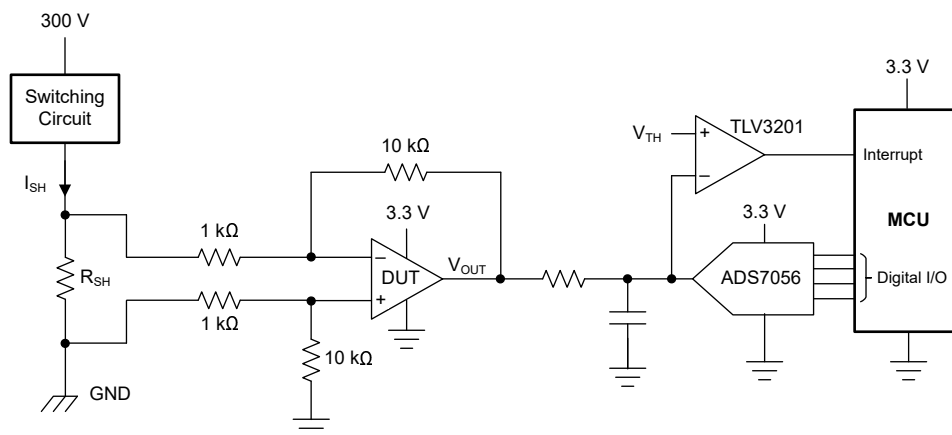 300 V
Switching
Circuit
I_SH
R_SH
GND
1 kΩ
1 kΩ
10 kΩ
10 kΩ
3.3 V
DUT
−
+
V_OUT
V_TH
+
−
TLV3201
3.3 V
ADS7056
3.3 V
Interrupt
MCU
Digital I/O